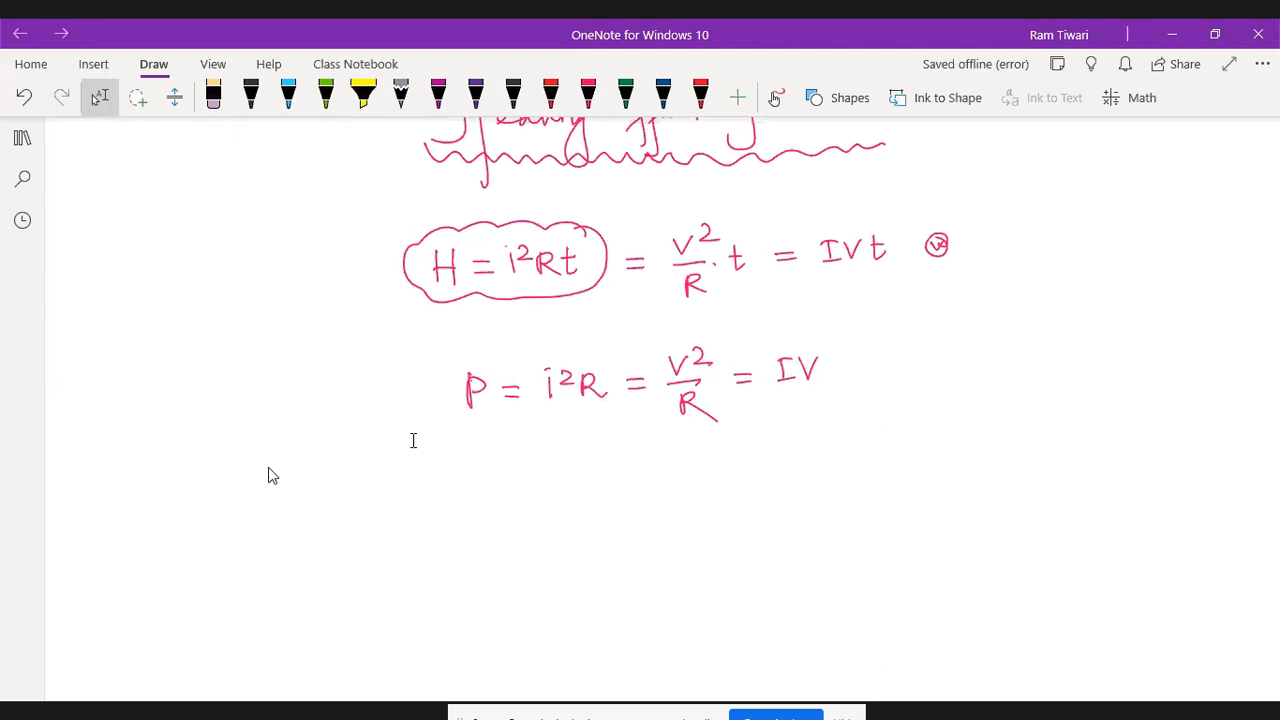 OneNote for Windows 10
Ram Tiwari
Home Insert Draw View Help Class Notebook
Saved offline (error) Share
Shapes Ink to Shape Ink to Text Math
H = i²Rt = V²/R · t = IVt
P = i²R = V²/R = IV